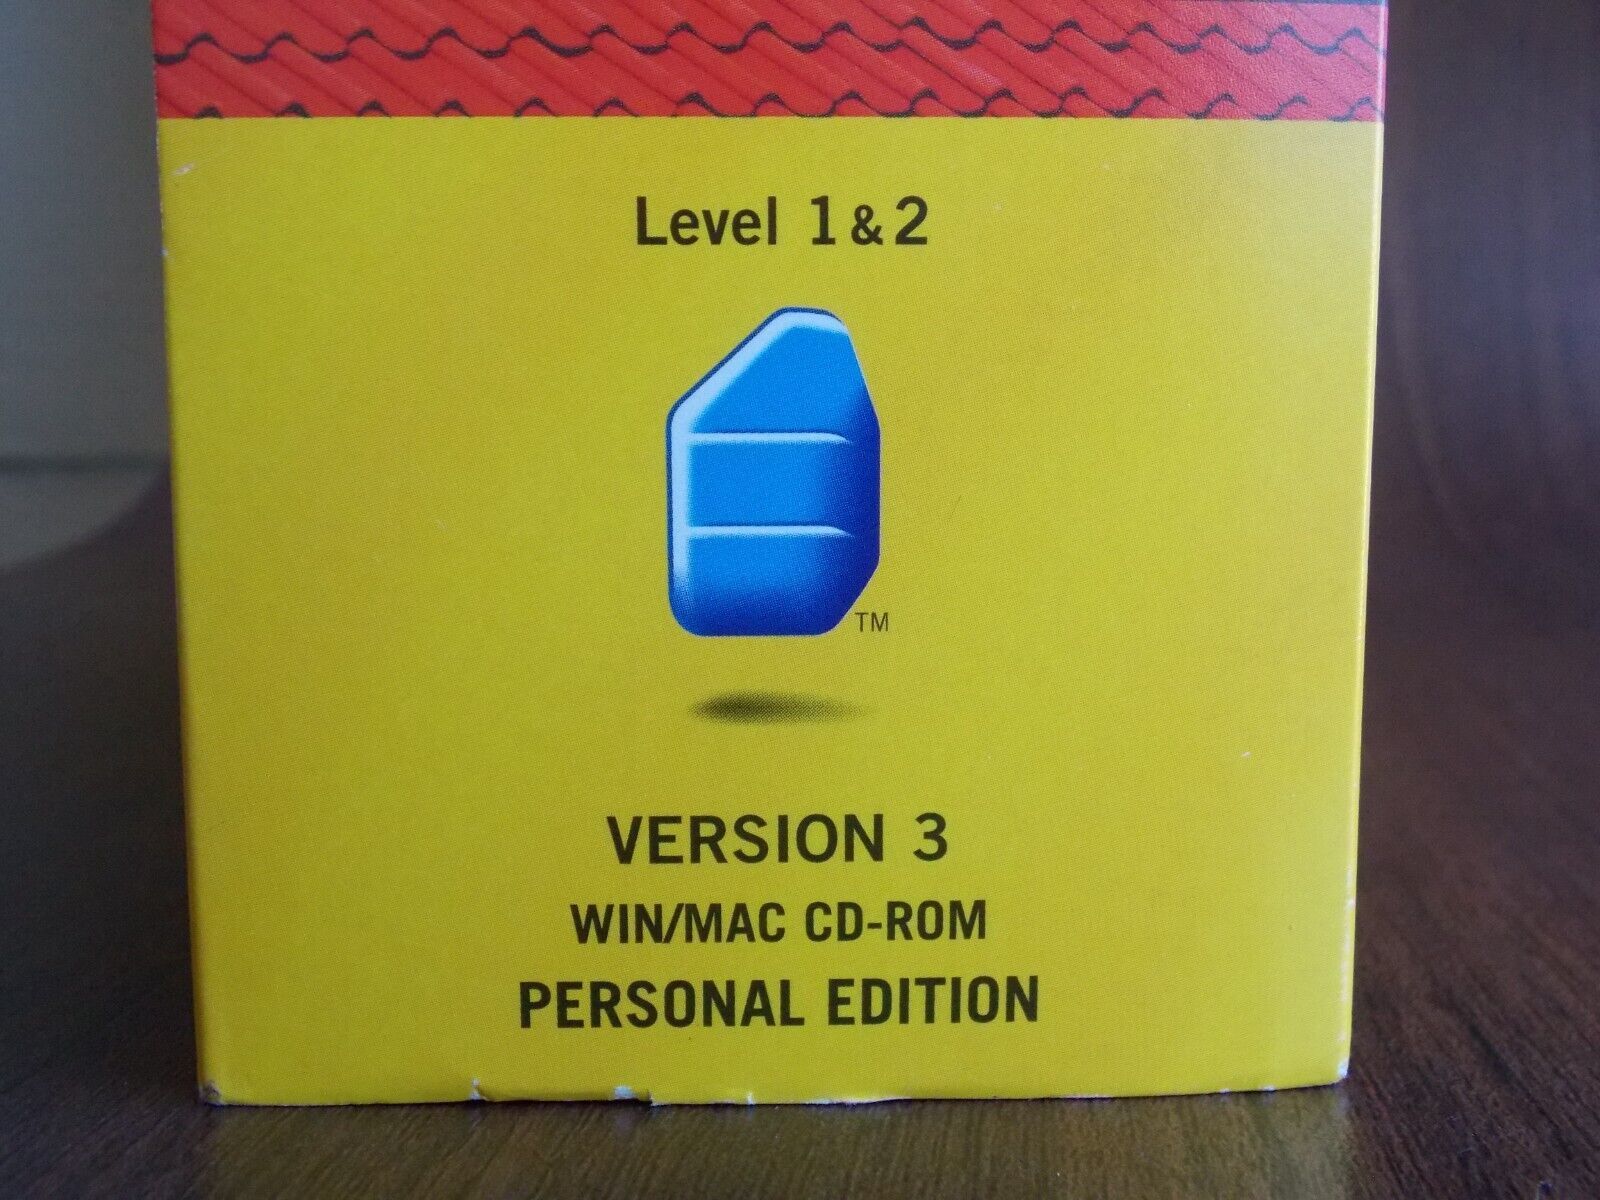 Level 1 & 2
TM
VERSION 3
WIN/MAC CD-ROM
PERSONAL EDITION